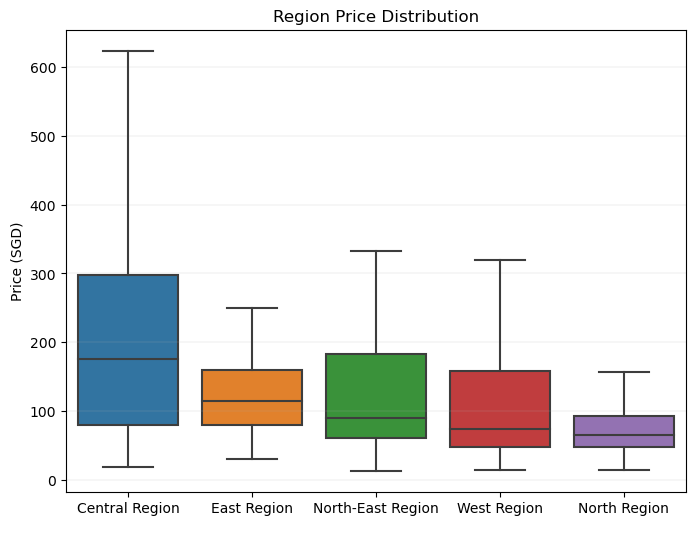 Region Price Distribution
Price (SGD)
600
500
400
300
200
100
0
Central Region
East Region
North-East Region
West Region
North Region